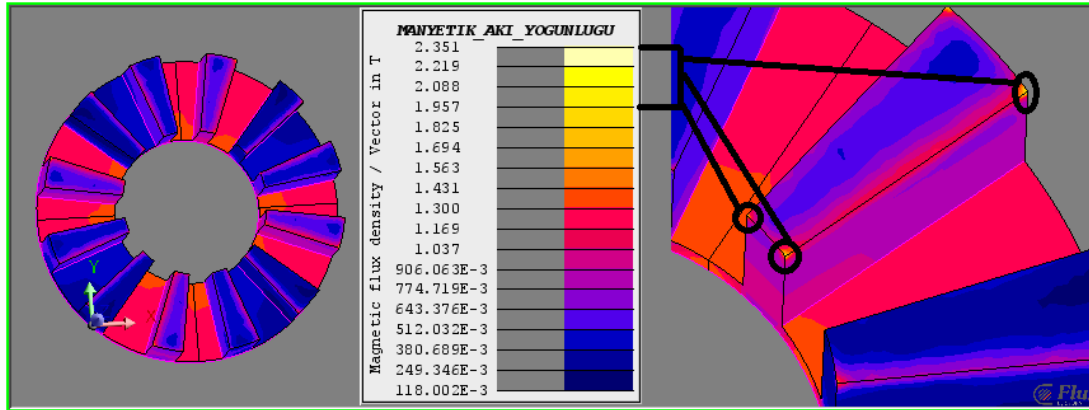 MANYETIK_AKI_YOGUNLUGU
Magnetic flux density / Vector in T
2.351
2.219
2.088
1.957
1.825
1.694
1.563
1.431
1.300
1.169
1.037
906.063E-3
774.719E-3
643.376E-3
512.032E-3
380.689E-3
249.346E-3
118.002E-3
Y
X
Flu